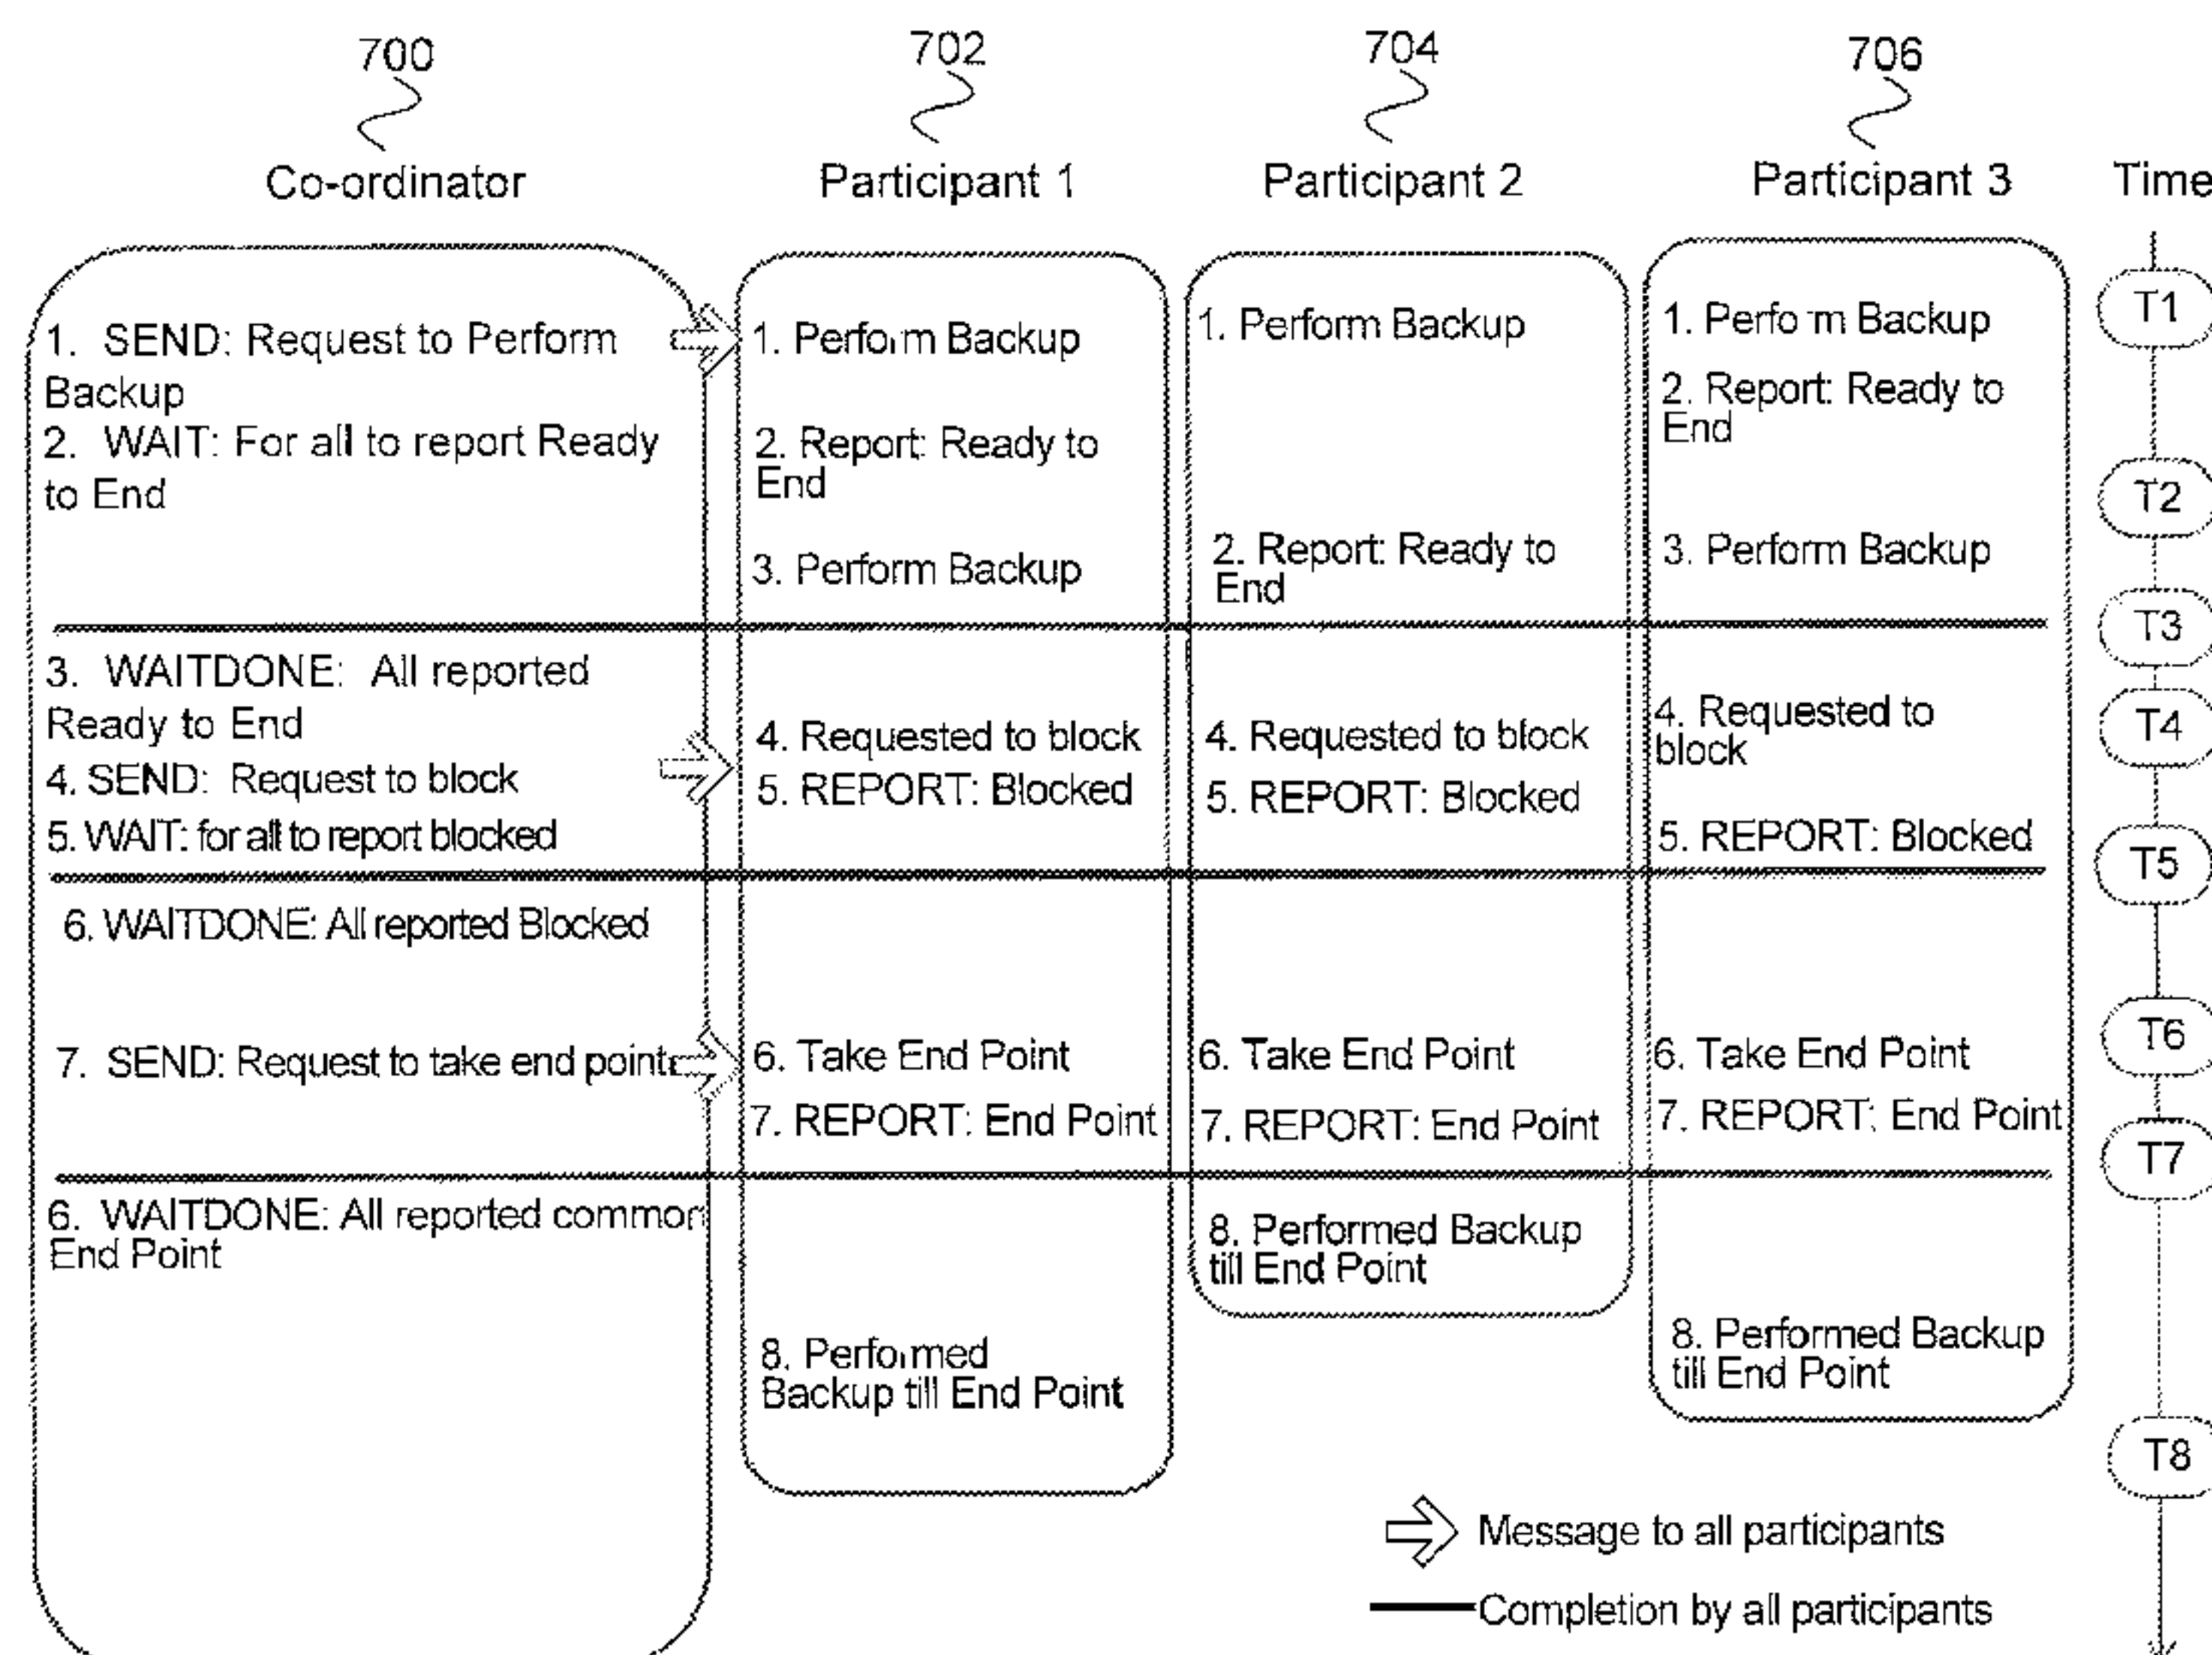 700
702
704
706
Co-ordinator
Participant 1
Participant 2
Participant 3
Time
1. SEND: Request to Perform
Backup
2. WAIT: For all to report Ready
to End
3. WAITDONE: All reported
Ready to End
4. SEND: Request to block
5. WAIT: for all to report blocked
6. WAITDONE: All reported Blocked
7. SEND: Request to take end point
6. WAITDONE: All reported common
End Point
1. Perform Backup
2. Report: Ready to
End
3. Perform Backup
4. Requested to block
5. REPORT: Blocked
6. Take End Point
7. REPORT: End Point
8. Performed
Backup till End Point
1. Perform Backup
2. Report: Ready to
End
4. Requested to block
5. REPORT: Blocked
6. Take End Point
7. REPORT: End Point
8. Performed Backup
till End Point
1. Perform Backup
2. Report: Ready to
End
3. Perform Backup
4. Requested to
block
5. REPORT: Blocked
6. Take End Point
7. REPORT: End Point
8. Performed Backup
till End Point
T1
T2
T3
T4
T5
T6
T7
T8
Message to all participants
Completion by all participants